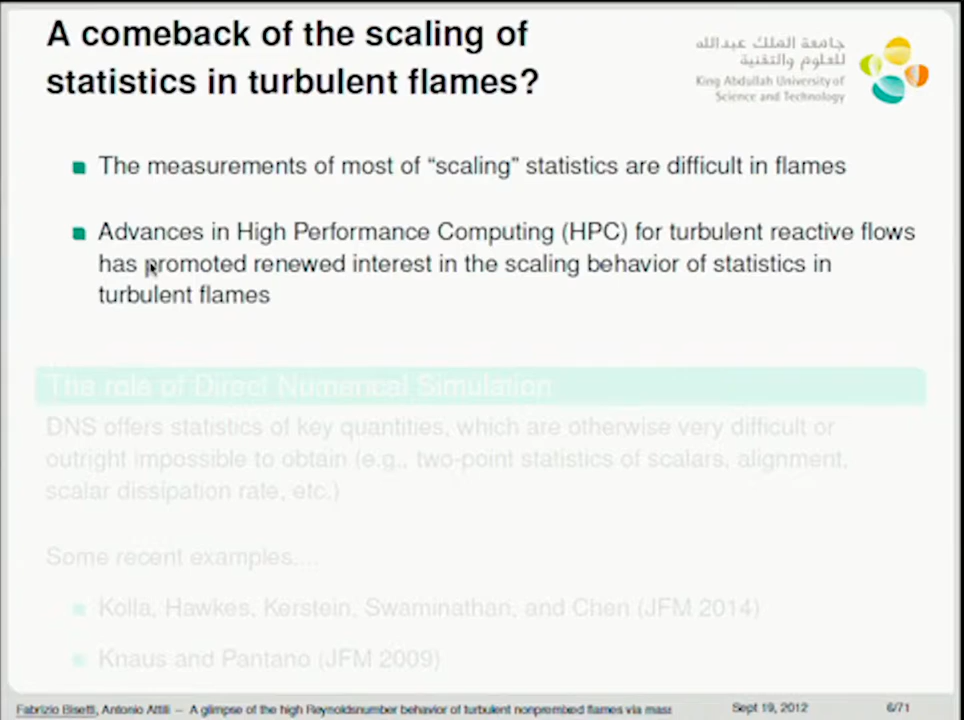 A comeback of the scaling of
statistics in turbulent flames?
جامعة الملك عبدالله
للعلوم والتقنية
King Abdullah University of
Science and Technology
The measurements of most of “scaling” statistics are difficult in flames
Advances in High Performance Computing (HPC) for turbulent reactive flows
has promoted renewed interest in the scaling behavior of statistics in
turbulent flames
The role of Direct Numerical Simulation
DNS offers statistics of key quantities, which are otherwise very difficult or
outright impossible to obtain (e.g., two-point statistics of scalars, alignment,
scalar dissipation rate, etc.)
Some recent examples....
Kolla, Hawkes, Kerstein, Swaminathan, and Chen (JFM 2014)
Knaus and Pantano (JFM 2009)
Fabrizio Bisetti, Antonio Attili – A glimpse of the high Reynoldsnumber behavior of turbulent nonpremixed flames via mass Sept 19, 2012 6/71